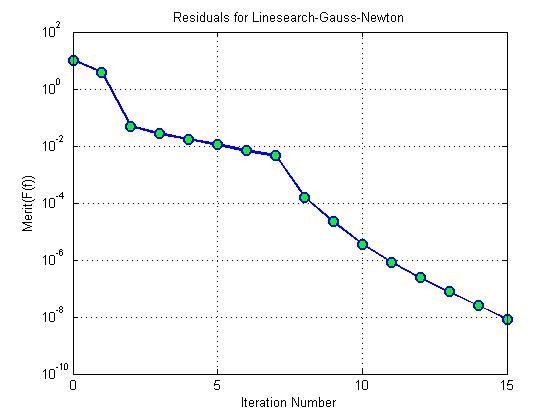 Residuals for Linesearch-Gauss-Newton
10^2
10^0
10^-2
10^-4
10^-6
10^-8
10^-10
Merit(F(f))
0 5 10 15
Iteration Number